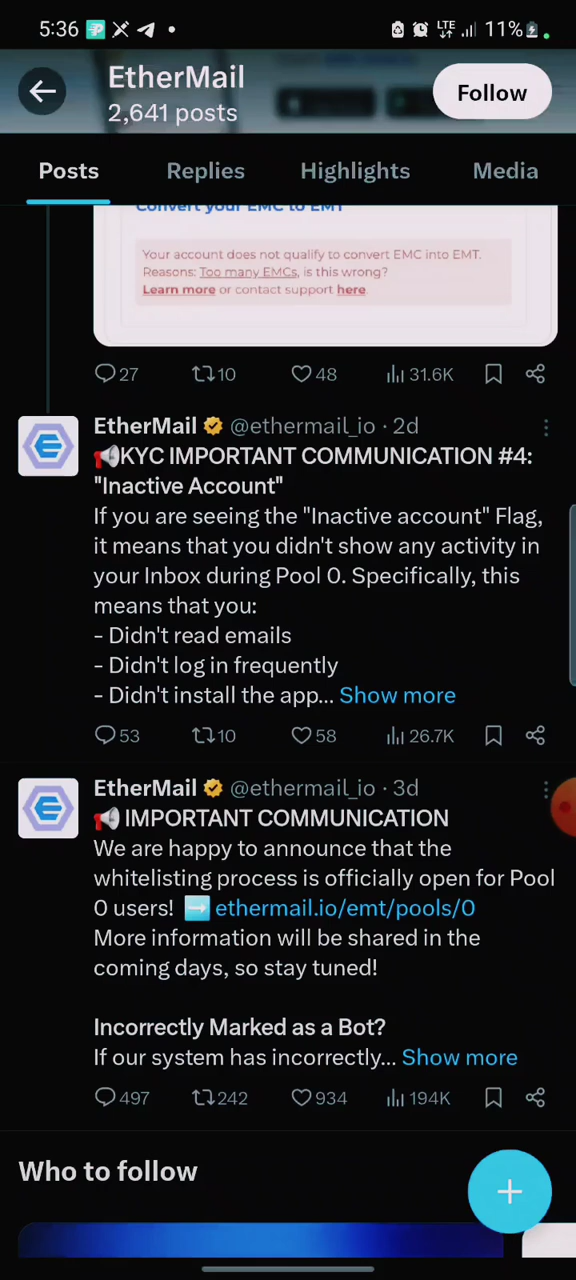 5:36
LTE
11%
EtherMail
2,641 posts
Follow
Posts
Replies
Highlights
Media
Convert your EMC to EMT
Your account does not qualify to convert EMC into EMT.
Reasons: Too many EMCs, is this wrong?
Learn more or contact support here.
27
10
48
31.6K
EtherMail @ethermail_io · 2d
📢KYC IMPORTANT COMMUNICATION #4:
"Inactive Account"
If you are seeing the "Inactive account" Flag,
it means that you didn't show any activity in
your Inbox during Pool 0. Specifically, this
means that you:
- Didn't read emails
- Didn't log in frequently
- Didn't install the app... Show more
53
10
58
26.7K
EtherMail @ethermail_io · 3d
📢 IMPORTANT COMMUNICATION
We are happy to announce that the
whitelisting process is officially open for Pool
0 users! ➡️ ethermail.io/emt/pools/0
More information will be shared in the
coming days, so stay tuned!
Incorrectly Marked as a Bot?
If our system has incorrectly... Show more
497
242
934
194K
Who to follow